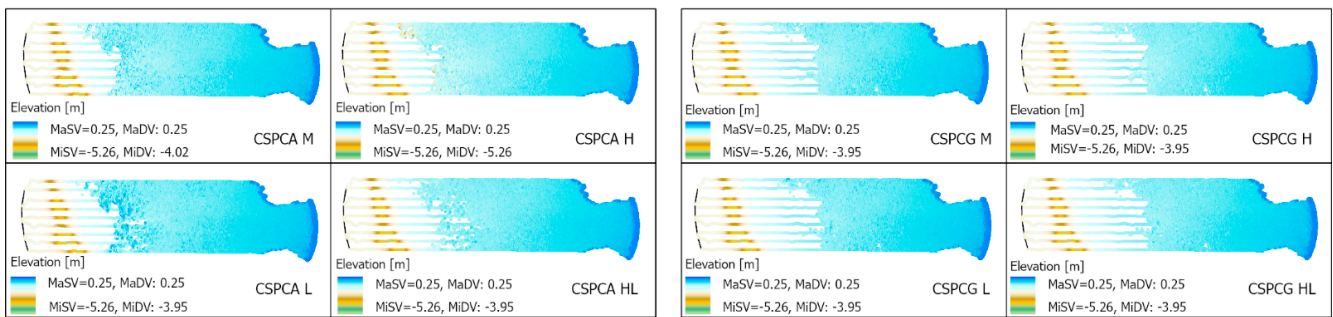 Elevation [m]
MaSV=0.25, MaDV: 0.25
MiSV=-5.26, MiDV: -4.02
CSPCA M
Elevation [m]
MaSV=0.25, MaDV: 0.25
MiSV=-5.26, MiDV: -5.26
CSPCA H
Elevation [m]
MaSV=0.25, MaDV: 0.25
MiSV=-5.26, MiDV: -3.95
CSPCG M
Elevation [m]
MaSV=0.25, MaDV: 0.25
MiSV=-5.26, MiDV: -3.95
CSPCG H
Elevation [m]
MaSV=0.25, MaDV: 0.25
MiSV=-5.26, MiDV: -3.95
CSPCA L
Elevation [m]
MaSV=0.25, MaDV: 0.25
MiSV=-5.26, MiDV: -3.95
CSPCA HL
Elevation [m]
MaSV=0.25, MaDV: 0.25
MiSV=-5.26, MiDV: -3.95
CSPCG L
Elevation [m]
MaSV=0.25, MaDV: 0.25
MiSV=-5.26, MiDV: -3.95
CSPCG HL